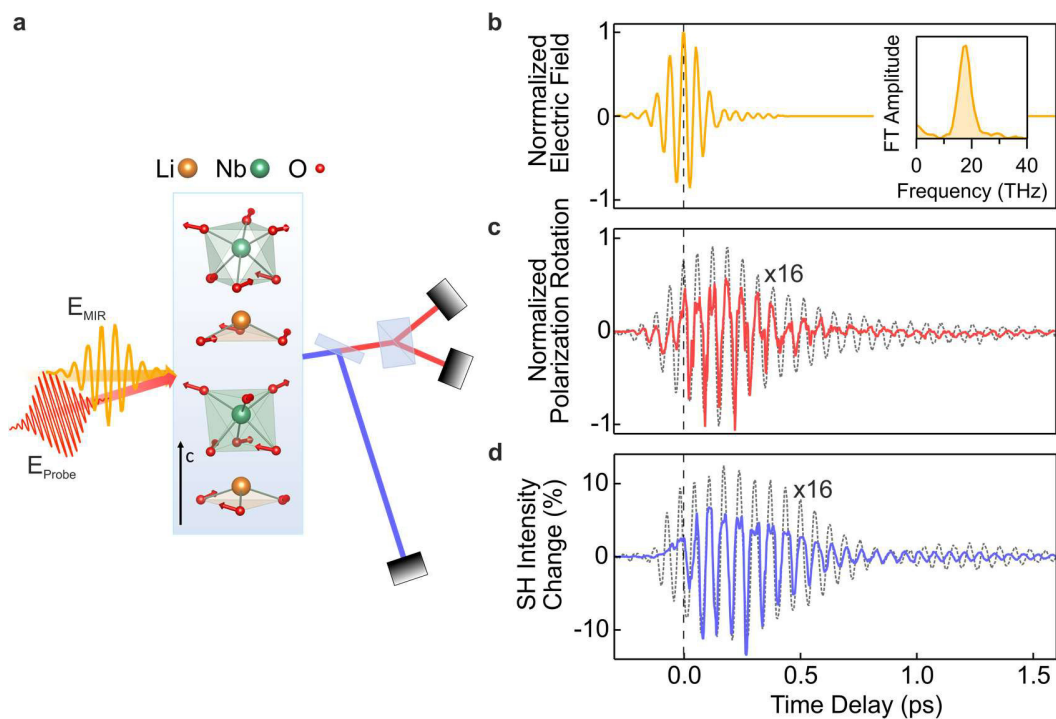 a
Li Nb O
E_MIR
E_Probe
c
b
Norrmalized
Electric Field
1
0
1
FT Amplitude
0 20 40
Frequency (THz)
c
Normalized
Polarization Rotation
1
0
-1
x16
d
SH Intensity
Change (%)
10
0
-10
x16
0.0 0.5 1.0 1.5
Time Delay (ps)